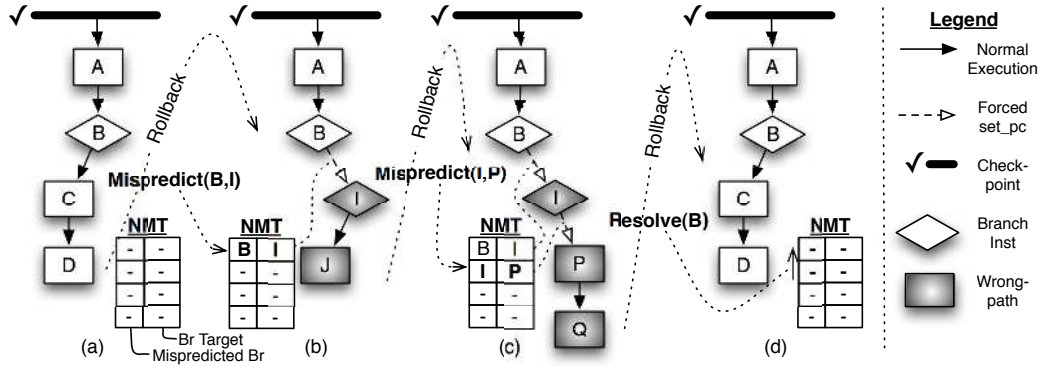 A
B
C
D
Rollback
Mispredict(B,I)
NMT
- -
- -
- -
- -
Br Target
Mispredicted Br
(a)
A
B
I
J
NMT
B I
- -
- -
- -
(b)
Rollback
Mispredict(I,P)
A
B
I
P
Q
NMT
B I
I P
- -
- -
(c)
Rollback
Resolve(B)
A
B
C
D
NMT
- -
- -
- -
- -
(d)
Legend
Normal
Execution
Forced
set_pc
Check-
point
Branch
Inst
Wrong-
path